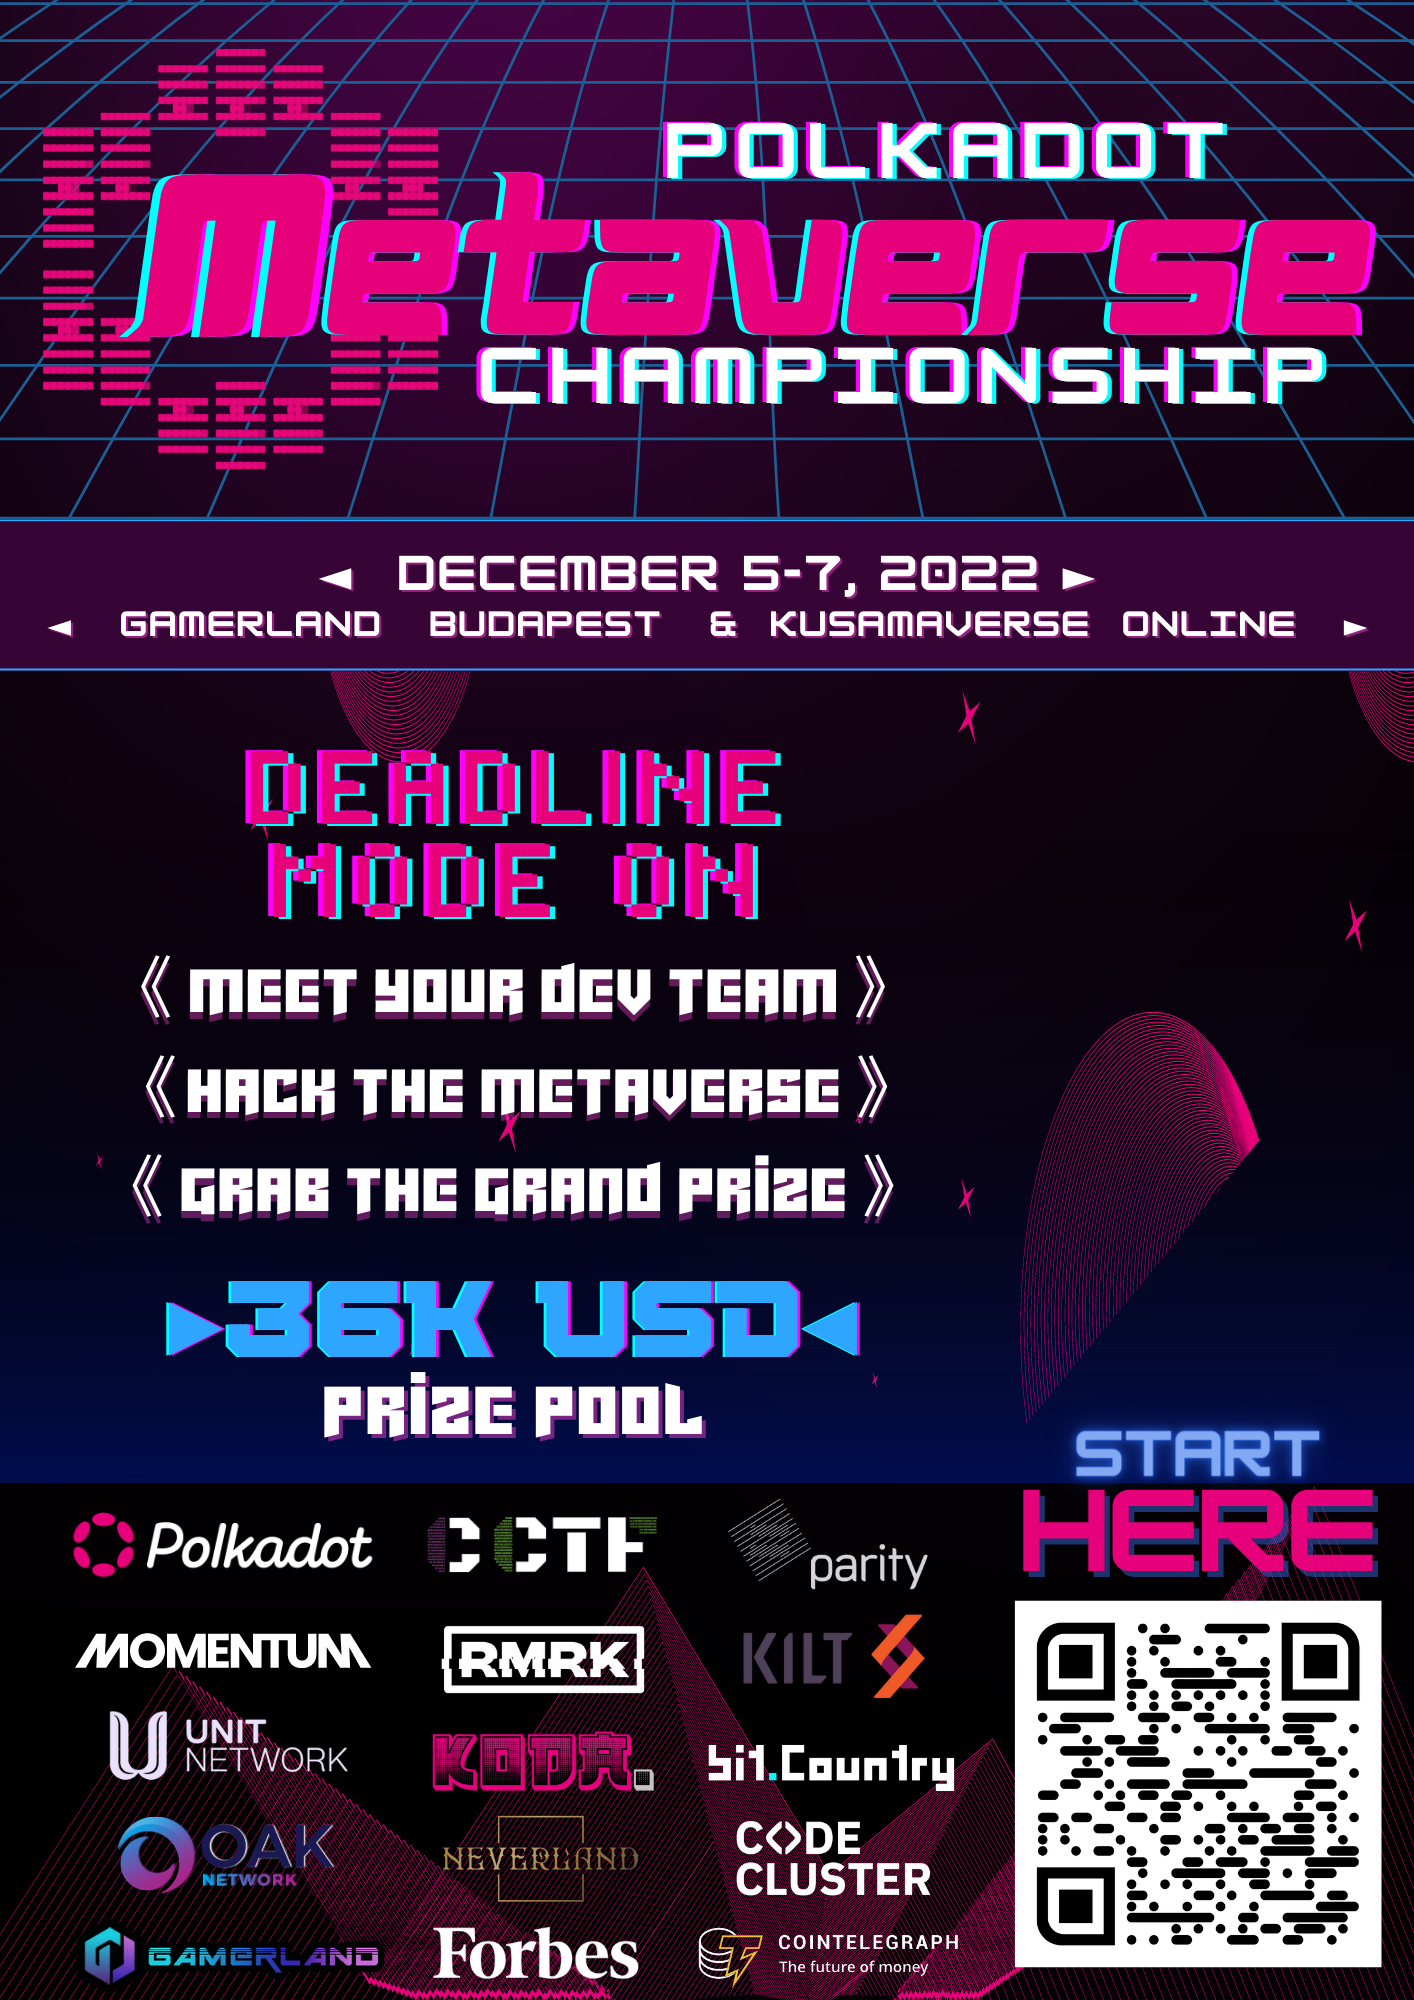 POLKADOT
Metaverse
CHAMPIONSHIP
◄ DECEMBER 5-7, 2022 ►
◄ GAMERLAND BUDAPEST & KUSAMAVERSE ONLINE ►
DEADLINE
MODE ON
《 MEET YOUR DEV TEAM 》
《 HACK THE METAVERSE 》
《 GRAB THE GRAND PRIZE 》
►36K USD◄
PRIZE POOL
START
HERE
Polkadot
CCTF
parity
MOMENTUM
RMRK
KILT
UNIT
NETWORK
KODA.
bit.Country
OAK
NETWORK
NEVERLAND
C<>DE
CLUSTER
GAMERLAND
Forbes
COINTELEGRAPH
The future of money